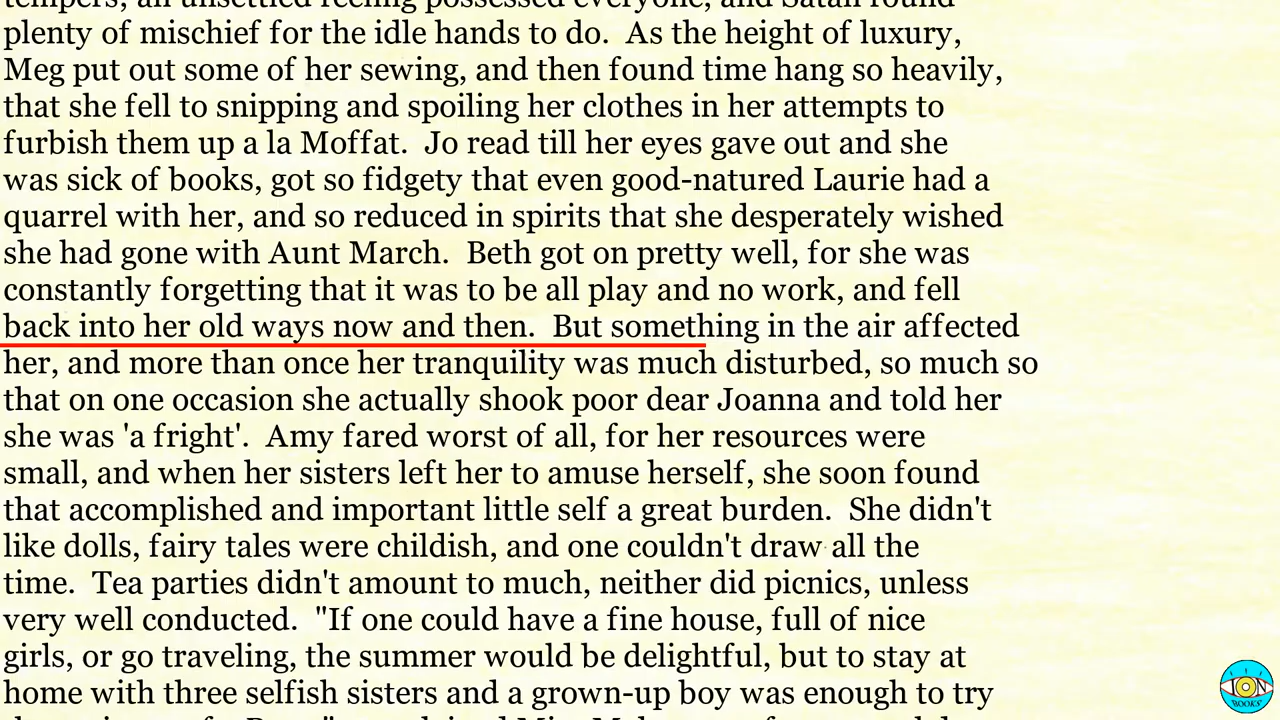 tempers, an unsettled feeling possessed everyone, and Satan found
plenty of mischief for the idle hands to do.  As the height of luxury,
Meg put out some of her sewing, and then found time hang so heavily,
that she fell to snipping and spoiling her clothes in her attempts to
furbish them up a la Moffat.  Jo read till her eyes gave out and she
was sick of books, got so fidgety that even good-natured Laurie had a
quarrel with her, and so reduced in spirits that she desperately wished
she had gone with Aunt March.  Beth got on pretty well, for she was
constantly forgetting that it was to be all play and no work, and fell
back into her old ways now and then.  But something in the air affected
her, and more than once her tranquility was much disturbed, so much so
that on one occasion she actually shook poor dear Joanna and told her
she was 'a fright'.  Amy fared worst of all, for her resources were
small, and when her sisters left her to amuse herself, she soon found
that accomplished and important little self a great burden.  She didn't
like dolls, fairy tales were childish, and one couldn't draw all the
time.  Tea parties didn't amount to much, neither did picnics, unless
very well conducted.  "If one could have a fine house, full of nice
girls, or go traveling, the summer would be delightful, but to stay at
home with three selfish sisters and a grown-up boy was enough to try
ION
BOOKS